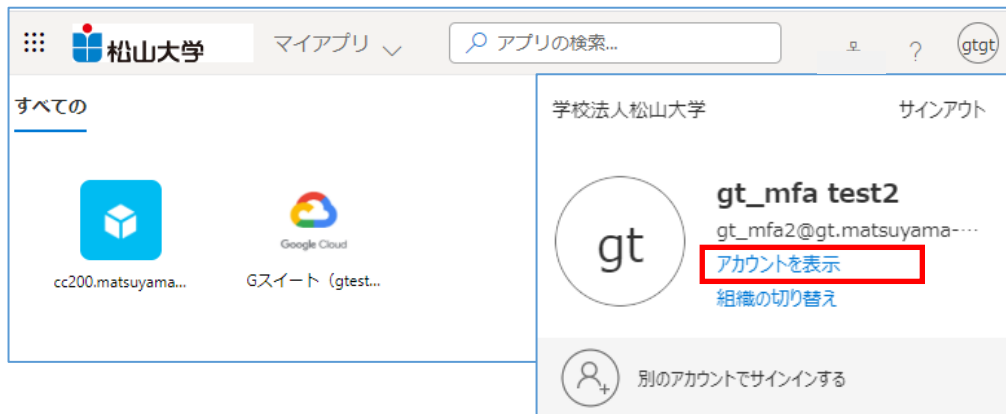 松山大学 マイアプリ アプリの検索... ? gtgt
すべての
cc200.matsuyama...
Google Cloud
Gスイート（gtest...
学校法人松山大学 サインアウト
gt
gt_mfa test2
gt_mfa2@gt.matsuyama-…
アカウントを表示
組織の切り替え
別のアカウントでサインインする